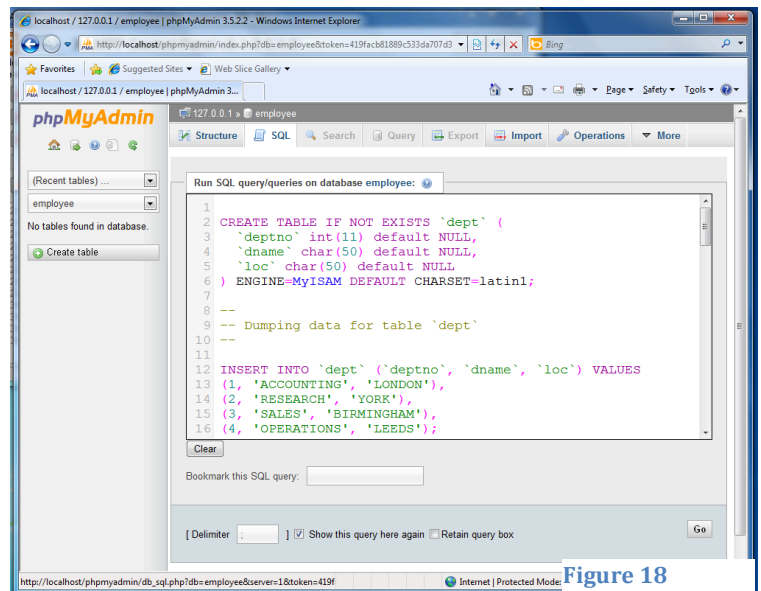 localhost / 127.0.0.1 / employee | phpMyAdmin 3.5.2.2 - Windows Internet Explorer
http://localhost/phpmyadmin/index.php?db=employee&token=419facb81889c533da707d3
Bing
Favorites Suggested Sites Web Slice Gallery
localhost / 127.0.0.1 / employee | phpMyAdmin 3... Page Safety Tools
phpMyAdmin
127.0.0.1 » employee
Structure SQL Search Query Export Import Operations More
(Recent tables) ...
employee
No tables found in database.
Create table
Run SQL query/queries on database employee:
1
2 CREATE TABLE IF NOT EXISTS `dept` (
3 `deptno` int(11) default NULL,
4 `dname` char(50) default NULL,
5 `loc` char(50) default NULL
6 ) ENGINE=MyISAM DEFAULT CHARSET=latin1;
7
8 --
9 -- Dumping data for table `dept`
10 --
11
12 INSERT INTO `dept` (`deptno`, `dname`, `loc`) VALUES
13 (1, 'ACCOUNTING', 'LONDON'),
14 (2, 'RESEARCH', 'YORK'),
15 (3, 'SALES', 'BIRMINGHAM'),
16 (4, 'OPERATIONS', 'LEEDS');
Clear
Bookmark this SQL query:
[ Delimiter ; ] Show this query here again Retain query box Go
http://localhost/phpmyadmin/db_sql.php?db=employee&server=1&token=419f Internet | Protected Mode:
Figure 18